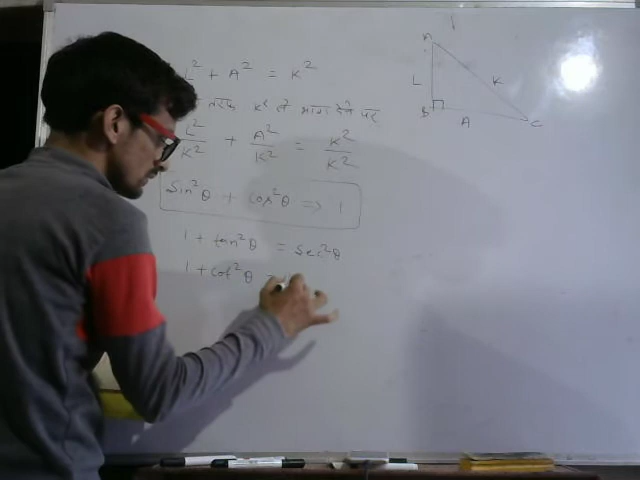 L² + A² = K²
तरफ K² से भाग देने पर
L²/K² + A²/K² = K²/K²
Sin²θ + cos²θ => 1
1 + tan²θ = Sec²θ
1 + cot²θ =
A
L
K
B
A
C